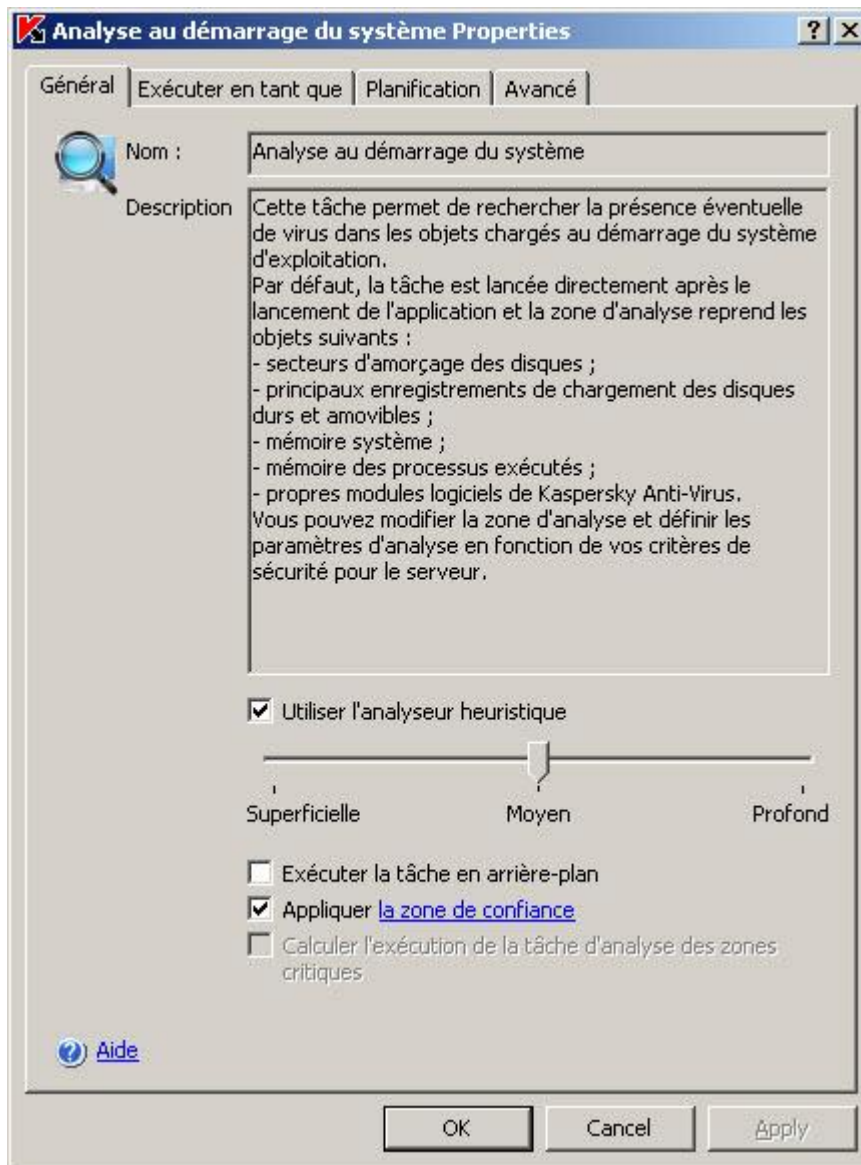 Analyse au démarrage du système Properties
Général
Exécuter en tant que
Planification
Avancé
Nom :
Analyse au démarrage du système
Description
Cette tâche permet de rechercher la présence éventuelle
de virus dans les objets chargés au démarrage du système
d'exploitation.
Par défaut, la tâche est lancée directement après le
lancement de l'application et la zone d'analyse reprend les
objets suivants :
- secteurs d'amorçage des disques ;
- principaux enregistrements de chargement des disques
durs et amovibles ;
- mémoire système ;
- mémoire des processus exécutés ;
- propres modules logiciels de Kaspersky Anti-Virus.
Vous pouvez modifier la zone d'analyse et définir les
paramètres d'analyse en fonction de vos critères de
sécurité pour le serveur.
Utiliser l'analyseur heuristique
Superficielle
Moyen
Profond
Exécuter la tâche en arrière-plan
Appliquer la zone de confiance
Calculer l'exécution de la tâche d'analyse des zones
critiques
Aide
OK
Cancel
Apply